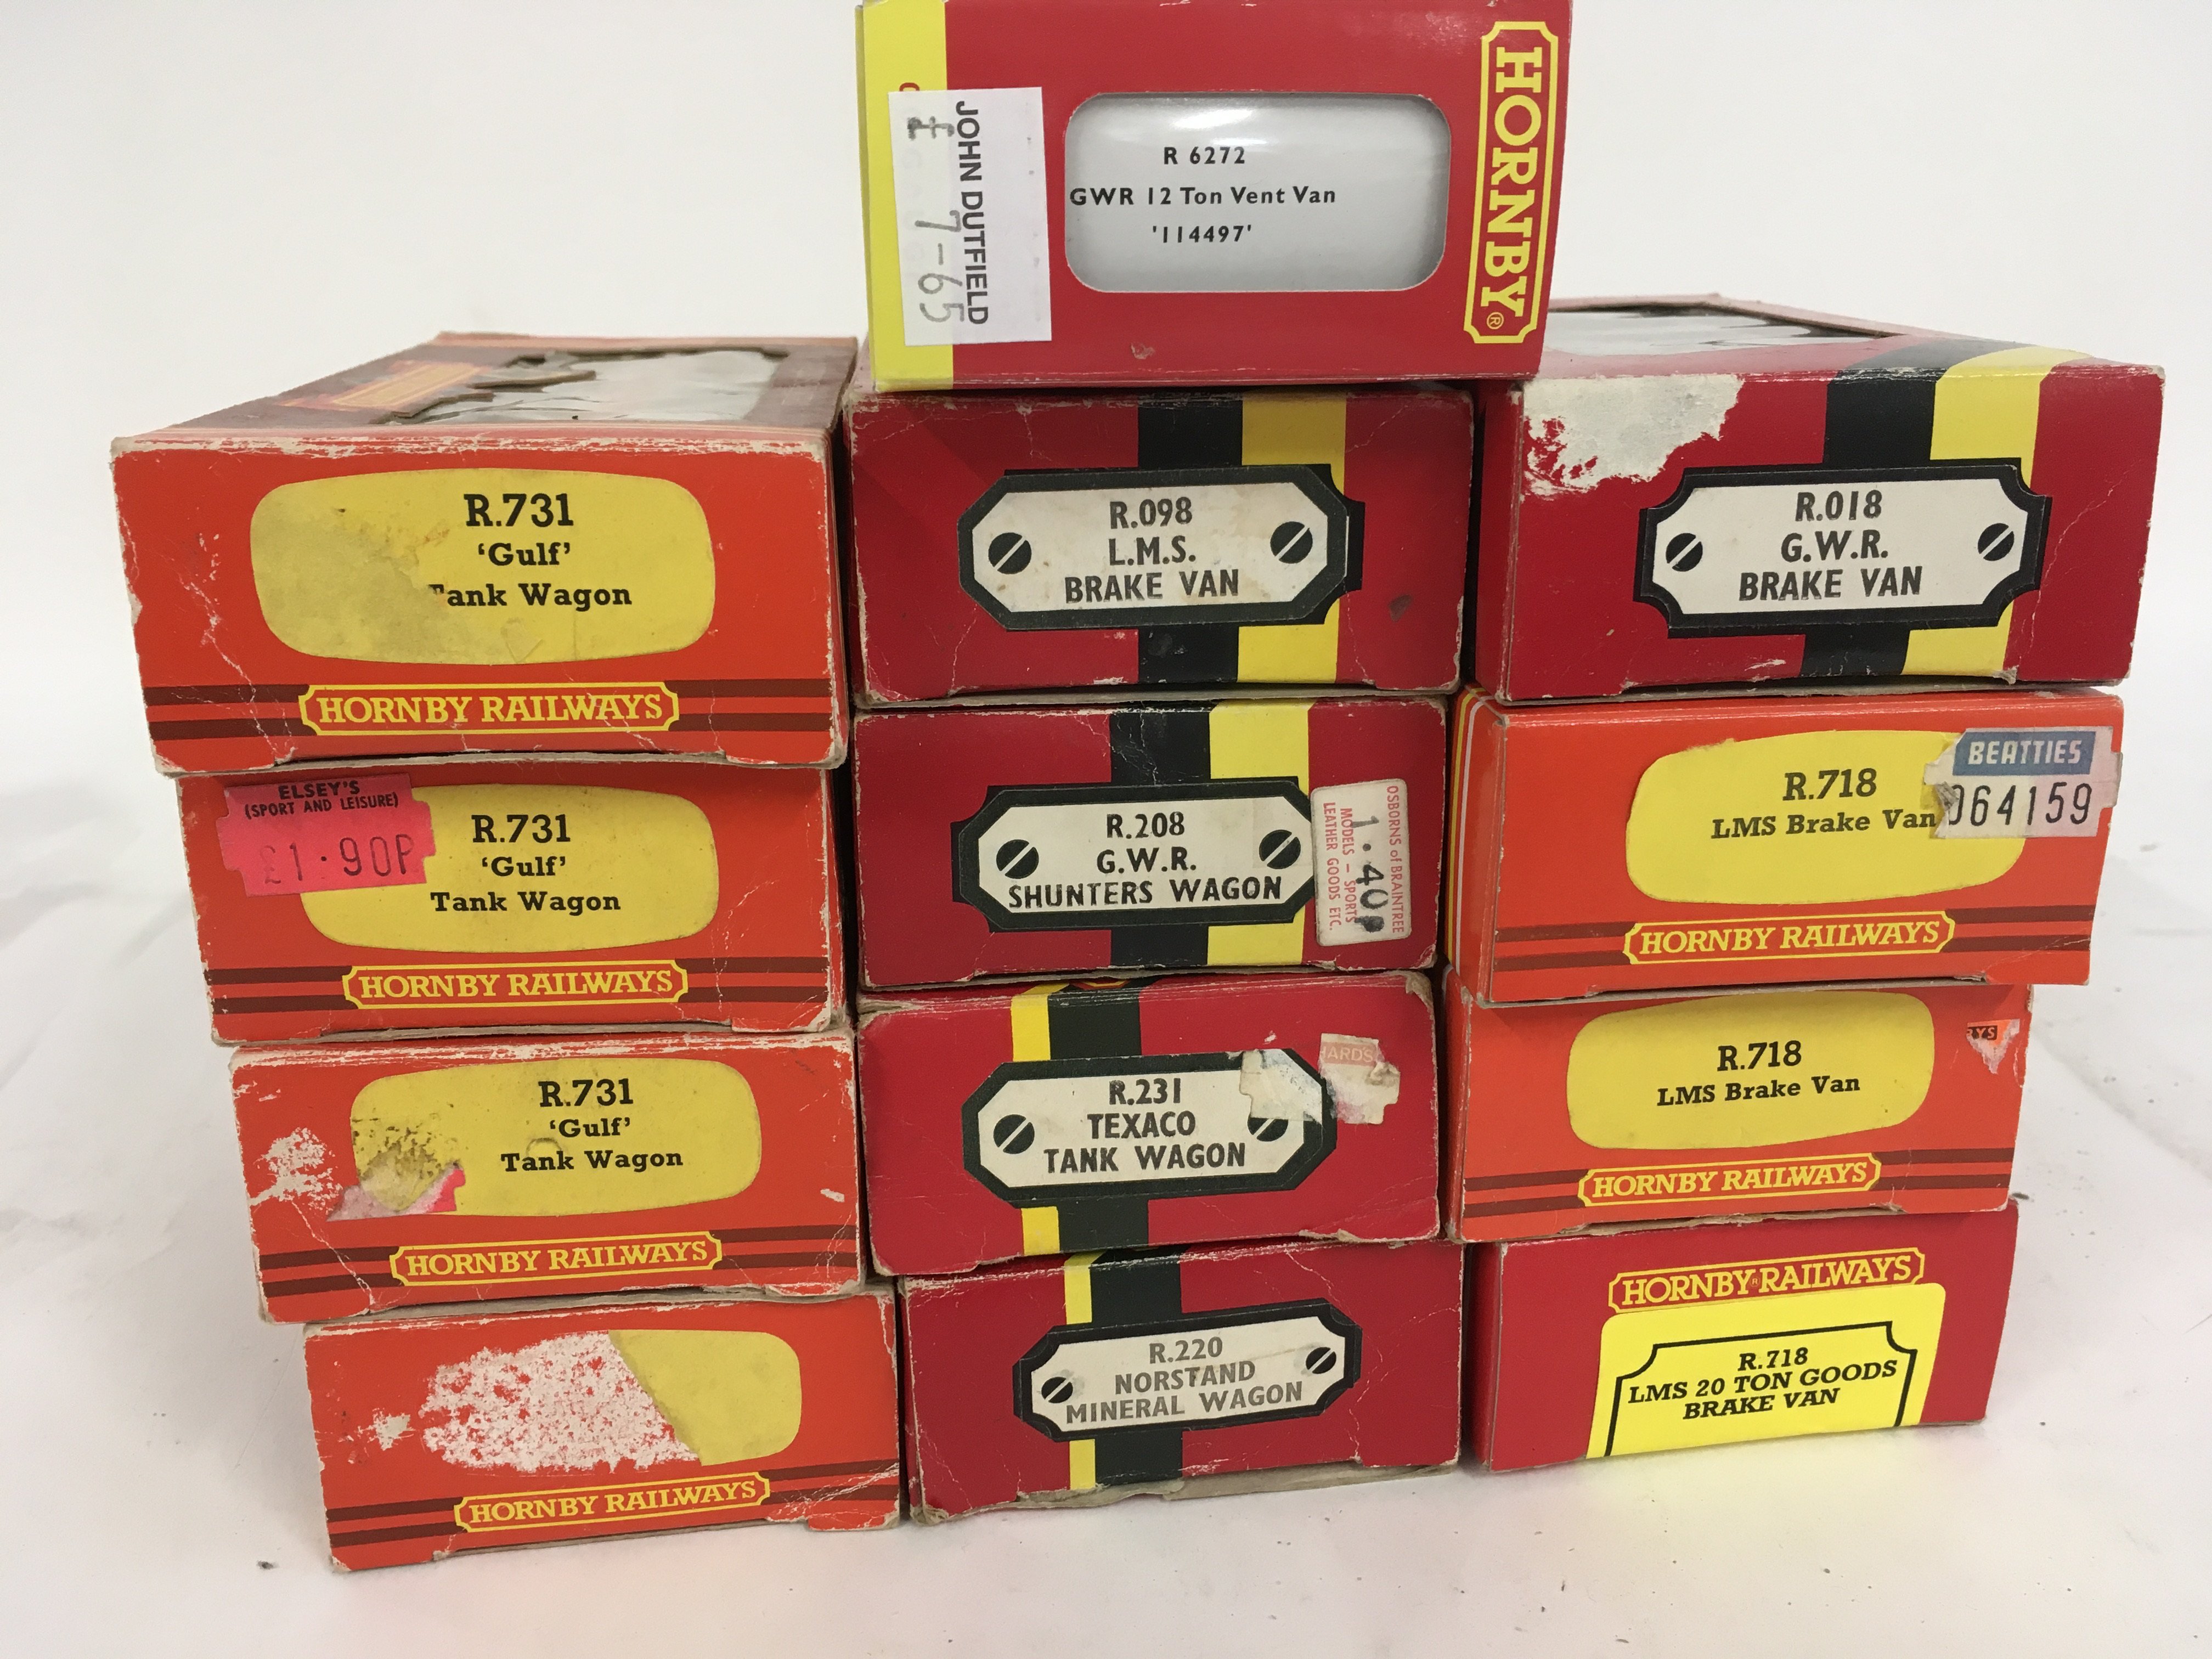 HORNBY®
R 6272
GWR 12 Ton Vent Van
'114497'
JOHN DUTFIELD
£ 7-65
R.731
'Gulf'
Tank Wagon
HORNBY RAILWAYS
ELSEY'S
(SPORT AND LEISURE)
£1·90P
R.731
'Gulf'
Tank Wagon
HORNBY RAILWAYS
R.731
'Gulf'
Tank Wagon
HORNBY RAILWAYS
HORNBY RAILWAYS
R.098
L.M.S.
BRAKE VAN
R.208
G.W.R.
SHUNTERS WAGON
OSBORNES of BRAINTREE
1.40P
MODELS - SPORTS
LEATHER GOODS ETC.
R.231
TEXACO
TANK WAGON
HARDS
R.220
NORSTAND
MINERAL WAGON
R.018
G.W.R.
BRAKE VAN
R.718
LMS Brake Van
BEATTIES
064159
HORNBY RAILWAYS
R.718
LMS Brake Van
YS
HORNBY RAILWAYS
HORNBY® RAILWAYS
R.718
LMS 20 TON GOODS
BRAKE VAN